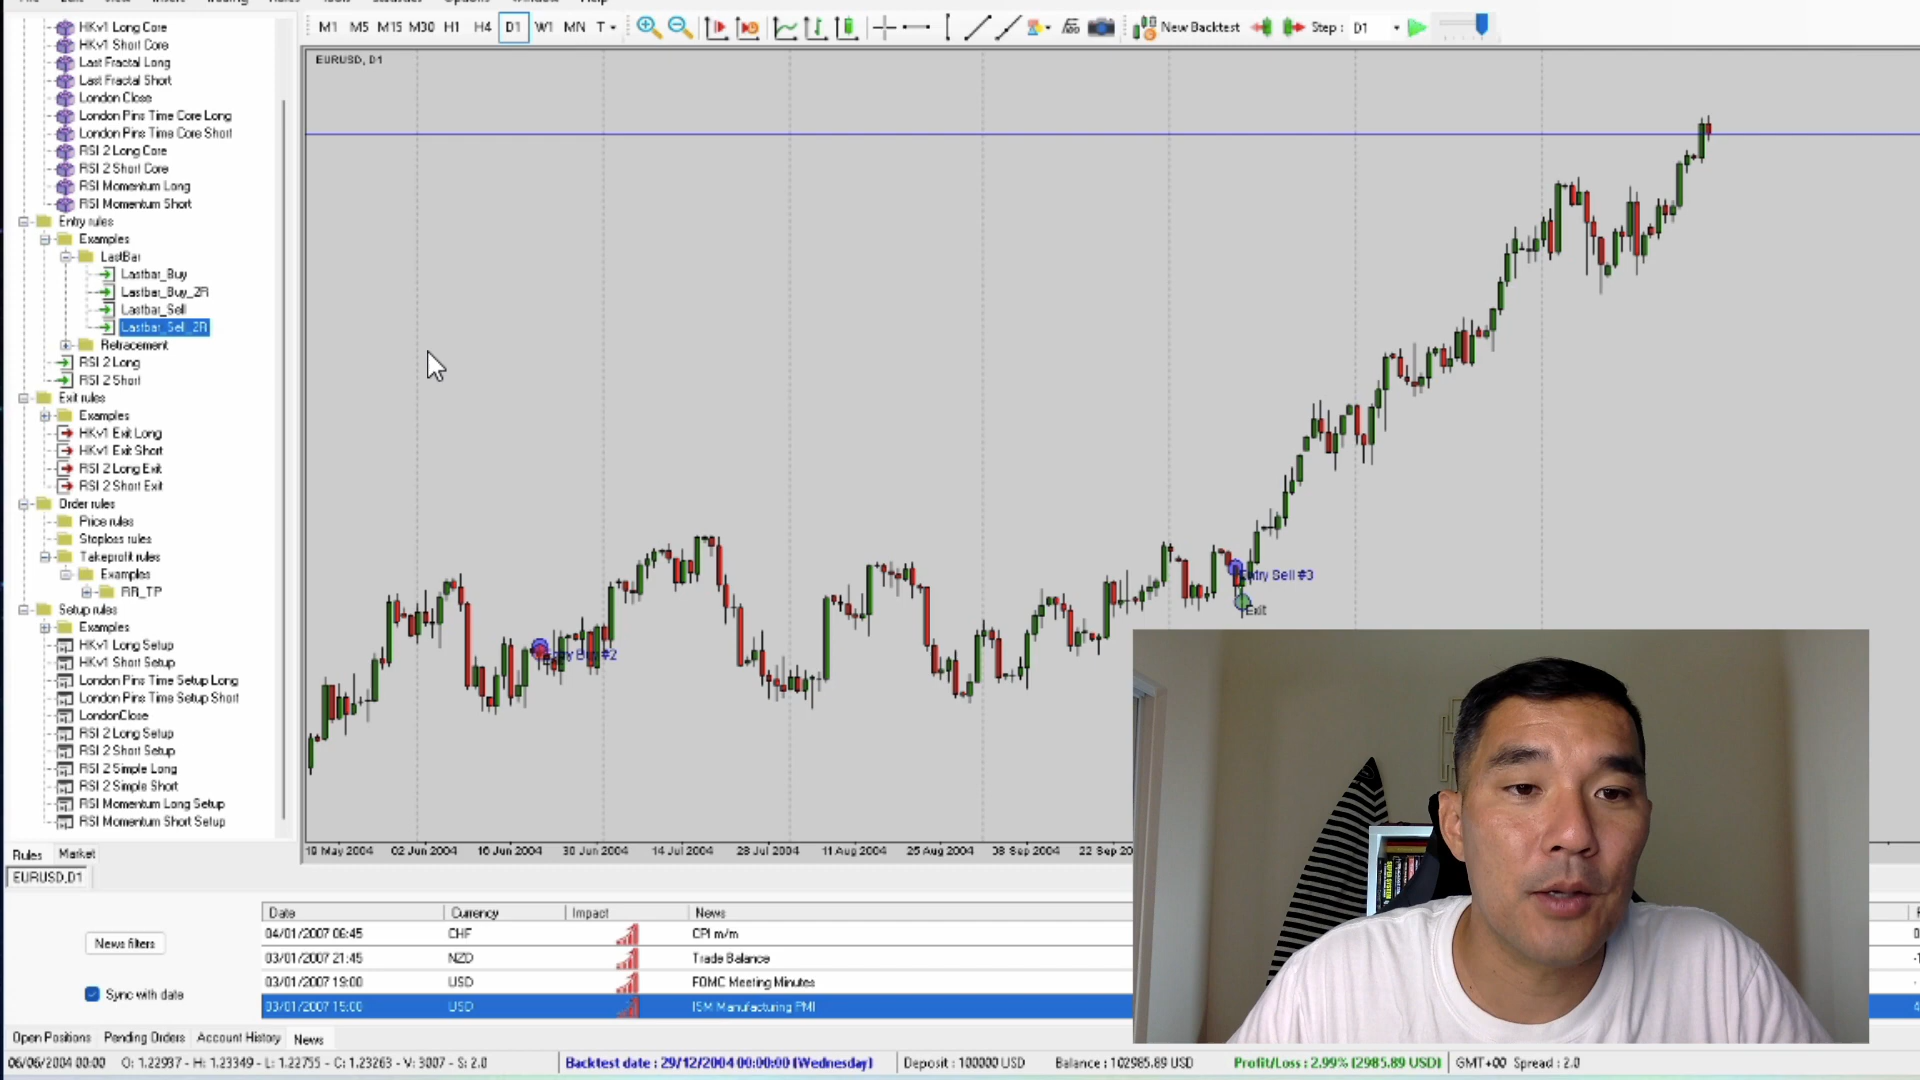 M1 M5 M15 M30 H1 H4 D1 W1 MN T New Backtest Step : D1
HKv1 Long Core
HKv1 Short Core
Last Fractal Long
Last Fractal Short
London Close
London Pins Time Core Long
London Pins Time Core Short
RSI 2 Long Core
RSI 2 Short Core
RSI Momentum Long
RSI Momentum Short
Entry rules
Examples
LastBar
Lastbar_Buy
Lastbar_Buy_2R
Lastbar_Sell
Lastbar_Sell_2R
Retracement
RSI 2 Long
RSI 2 Short
Exit rules
Examples
HKv1 Exit Long
HKv1 Exit Short
RSI 2 Long Exit
RSI 2 Short Exit
Order rules
Price rules
Stoploss rules
Takeprofit rules
Examples
RR_TP
Setup rules
Examples
HKv1 Long Setup
HKv1 Short Setup
London Pins Time Setup Long
London Pins Time Setup Short
LondonClose
RSI 2 Long Setup
RSI 2 Short Setup
RSI 2 Simple Long
RSI 2 Simple Short
RSI Momentum Long Setup
RSI Momentum Short Setup
Rules Market
EURUSD, D1
Entry Sell #3
Exit
Entry Buy #2
19 May 2004 02 Jun 2004 16 Jun 2004 30 Jun 2004 14 Jul 2004 28 Jul 2004 11 Aug 2004 25 Aug 2004 08 Sep 2004 22 Sep 20
EURUSD,D1
News filters
Sync with date
Date Currency Impact News
04/01/2007 06:45 CHF CPI m/m
03/01/2007 21:45 NZD Trade Balance
03/01/2007 19:00 USD FOMC Meeting Minutes
03/01/2007 15:00 USD ISM Manufacturing PMI
Open Positions Pending Orders Account History News
06/06/2004 00:00 O: 1.22937 - H: 1.23349 - L: 1.22755 - C: 1.23263 - V: 3007 - S: 2.0 Backtest date : 29/12/2004 00:00:00 (Wednesday) Deposit : 100000 USD Balance : 102985.89 USD Profit/Loss : 2.99% (2985.89 USD) GMT+00 Spread : 2.0